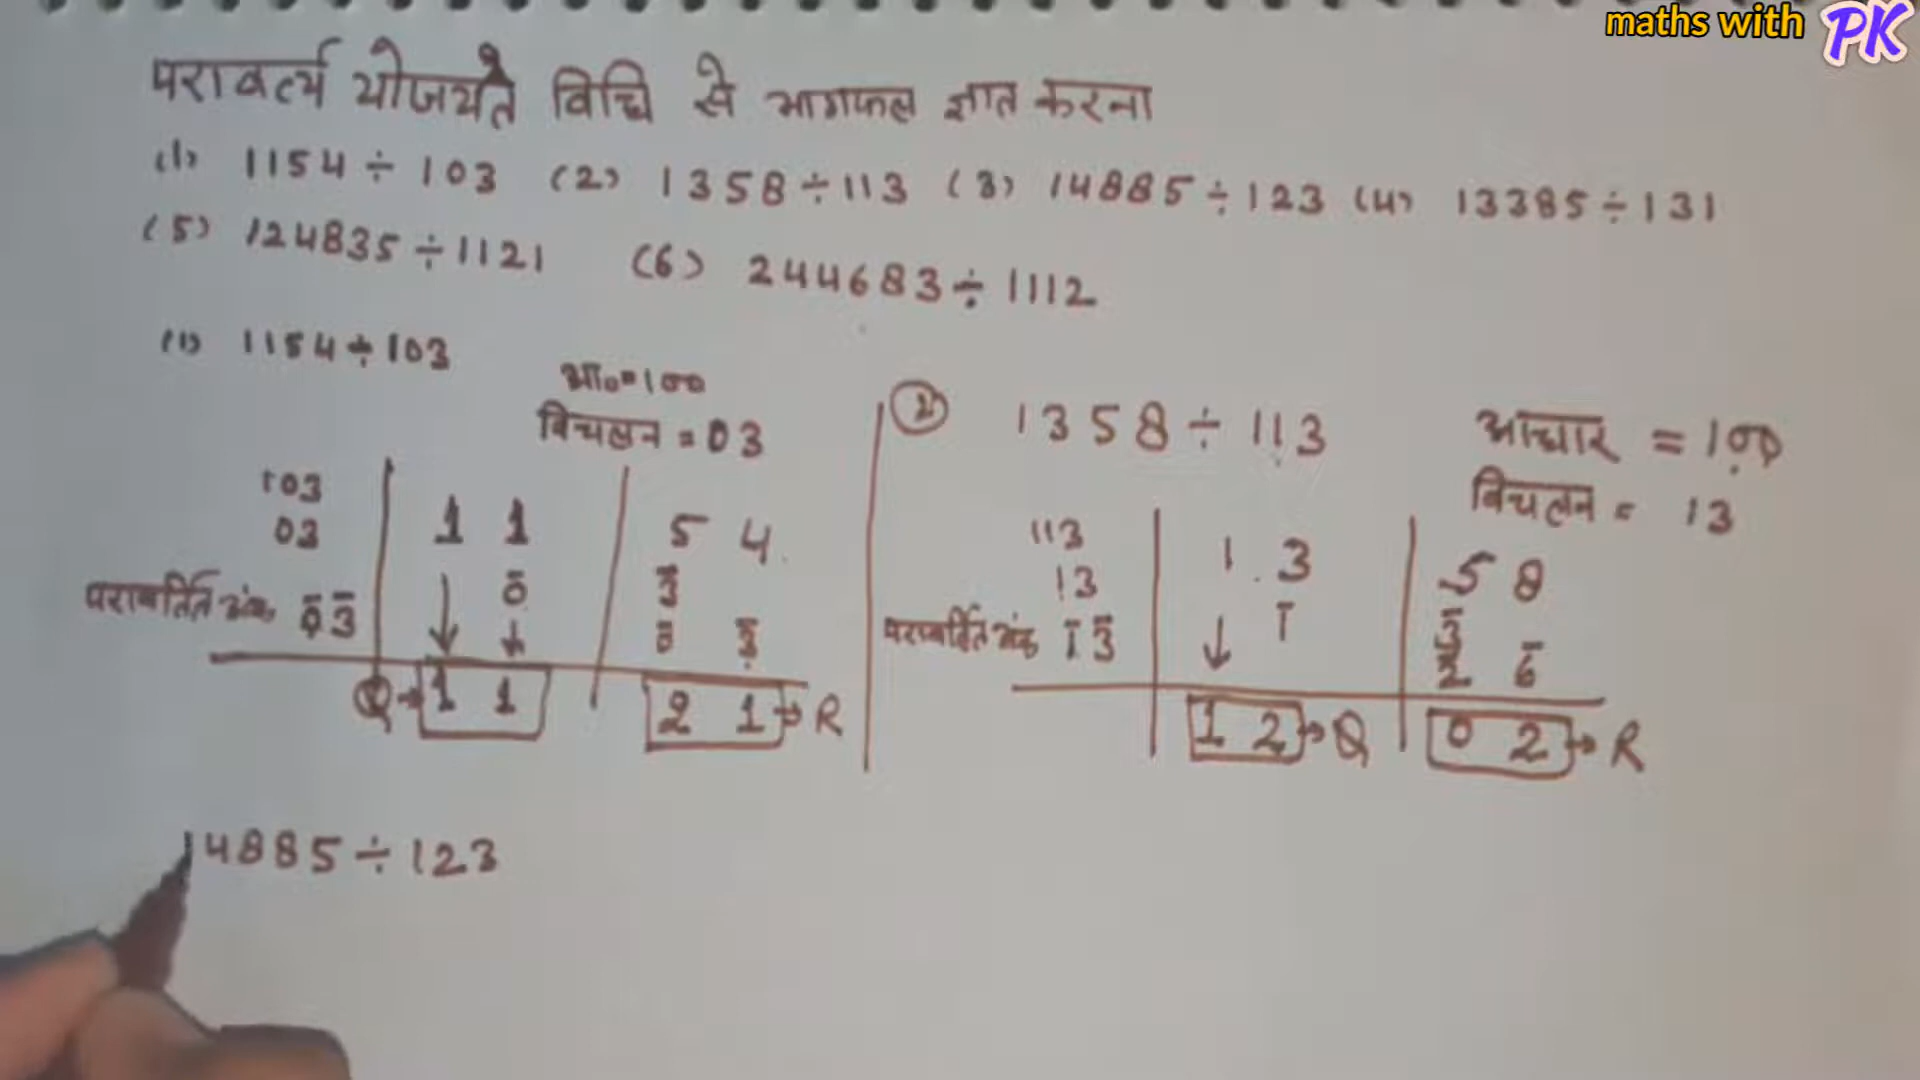 maths with PK
परावर्त्य योजयेत विधि से भागफल ज्ञात करना
(1) 1154 ÷ 103 (2) 1358 ÷ 113 (3) 14885 ÷ 123 (4) 13385 ÷ 131
(5) 124835 ÷ 1121 (6) 244683 ÷ 1112
(1) 1154 ÷ 103
आ० = 100
विचलन = 03
103
03
परावर्तित अंक 0̅ 3̅
1 1 5 4
0̅ 3̅
0̅ 3̅
Q → 1 1 2 1 → R
2 1358 ÷ 113
आधार = 100
विचलन = 13
113
13
परावर्तित अंक 1̅ 3̅
1 3 5 8
1̅ 3̅
2̅ 6̅
1 2 → Q 0 2 → R
14885 ÷ 123